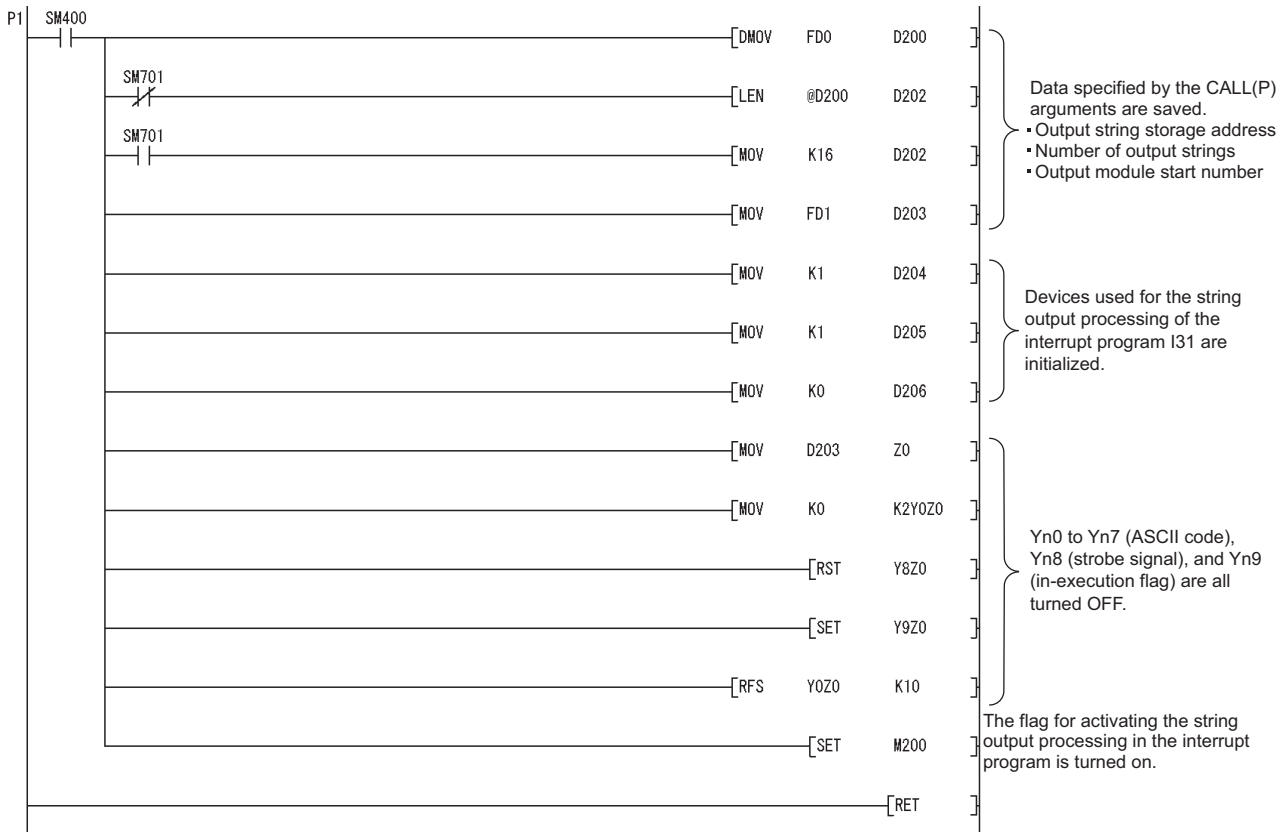 P1 SM400
[DMOV FD0 D200 ]
SM701
[LEN @D200 D202 ]
SM701
[MOV K16 D202 ]
[MOV FD1 D203 ]
Data specified by the CALL(P)
arguments are saved.
▪ Output string storage address
▪ Number of output strings
▪ Output module start number
[MOV K1 D204 ]
[MOV K1 D205 ]
[MOV K0 D206 ]
Devices used for the string
output processing of the
interrupt program I31 are
initialized.
[MOV D203 Z0 ]
[MOV K0 K2Y0Z0 ]
[RST Y8Z0 ]
[SET Y9Z0 ]
[RFS Y0Z0 K10 ]
Yn0 to Yn7 (ASCII code),
Yn8 (strobe signal), and Yn9
(in-execution flag) are all
turned OFF.
[SET M200 ]
The flag for activating the string
output processing in the interrupt
program is turned on.
[RET ]